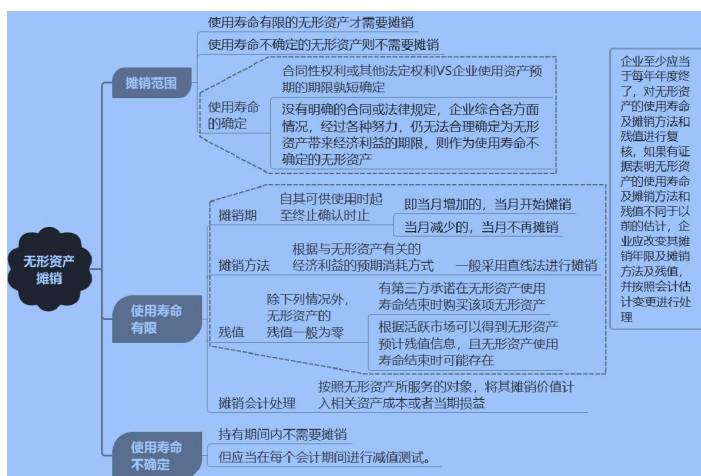 无形资产
摊销
摊销范围
使用寿命有限的无形资产才需要摊销
使用寿命不确定的无形资产则不需要摊销
使用寿命
的确定
合同性权利或其他法定权利VS企业使用资产预
期的期限孰短确定
没有明确的合同或法律规定，企业综合各方面
情况，经过各种努力，仍无法合理确定为无形
资产带来经济利益的期限，则作为使用寿命不
确定的无形资产
使用寿命
有限
摊销期
自其可供使用时起
至终止确认时止
即当月增加的，当月开始摊销
当月减少的，当月不再摊销
摊销方法
根据与无形资产有关的
经济利益的预期消耗方式
一般采用直线法进行摊销
残值
除下列情况外，
无形资产的
残值一般为零
有第三方承诺在无形资产使用
寿命结束时购买该项无形资产
根据活跃市场可以得到无形资产
预计残值信息，且无形资产使用
寿命结束时可能存在
摊销会计处理
按照无形资产所服务的对象，将其摊销价值计
入相关资产成本或者当期损益
使用寿命
不确定
持有期间内不需要摊销
但应当在每个会计期间进行减值测试。
企业至少应当
于每年年度终
了，对无形资
产的使用寿命
及摊销方法和
残值进行复
核，如果有证
据表明无形资
产的使用寿命
及摊销方法和
残值不同于以
前的估计，企
业应改变其摊
销年限及摊销
方法及残值，
并按照会计估
计变更进行处
理